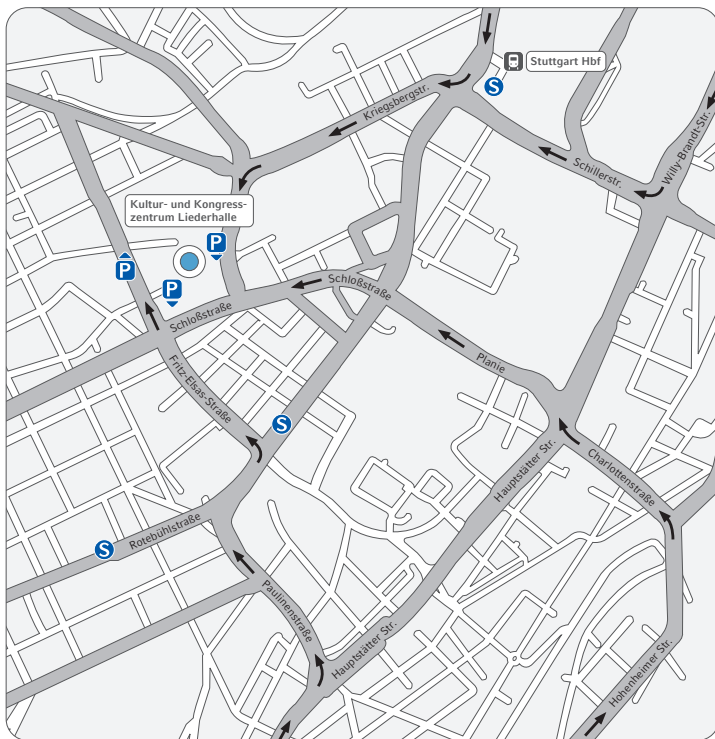 Stuttgart Hbf
S
Kriegsbergstr.
Willy-Brandt-Str.
Schillerstr.
Kultur- und Kongress-
zentrum Liederhalle
P
P
P
Schloßstraße
Schloßstraße
Planie
Fritz-Elsas-Straße
S
Hauptstätter Str.
Charlottenstraße
Rotebühlstraße
S
Paulinenstraße
Hauptstätter Str.
Hohenheimer Str.